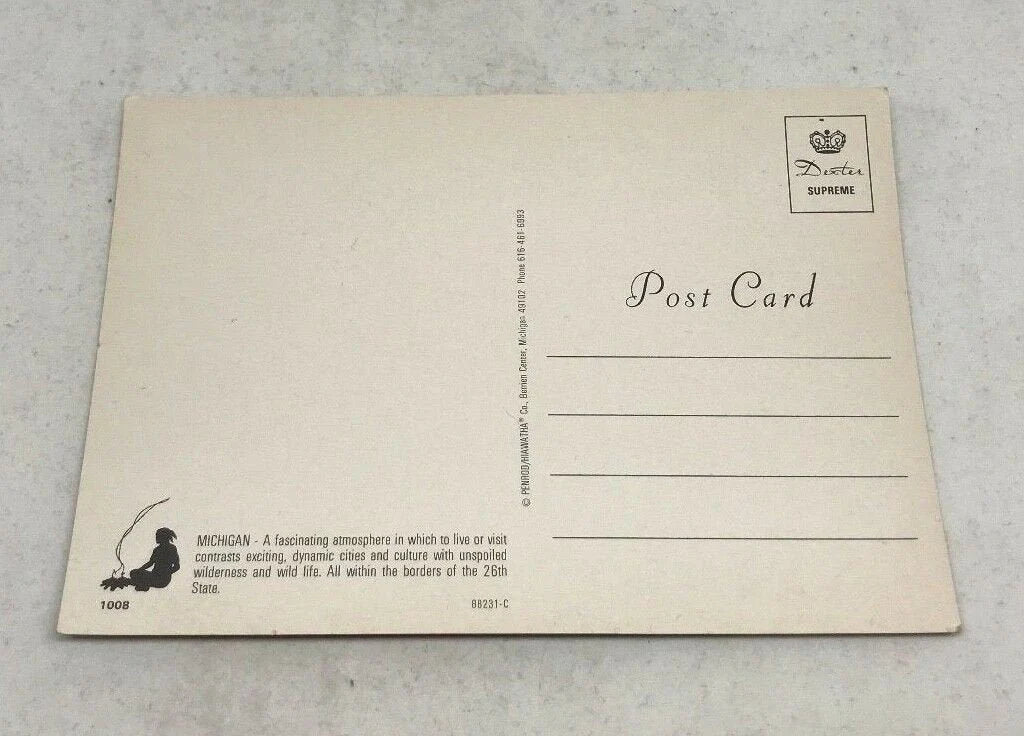 Dexter
SUPREME
Post Card
© PENROD/HIAWATHA® Co., Berrien Center, Michigan 49102 Phone 616-461-6993
MICHIGAN - A fascinating atmosphere in which to live or visit
contrasts exciting, dynamic cities and culture with unspoiled
wilderness and wild life. All within the borders of the 26th
State.
1008
88231-C